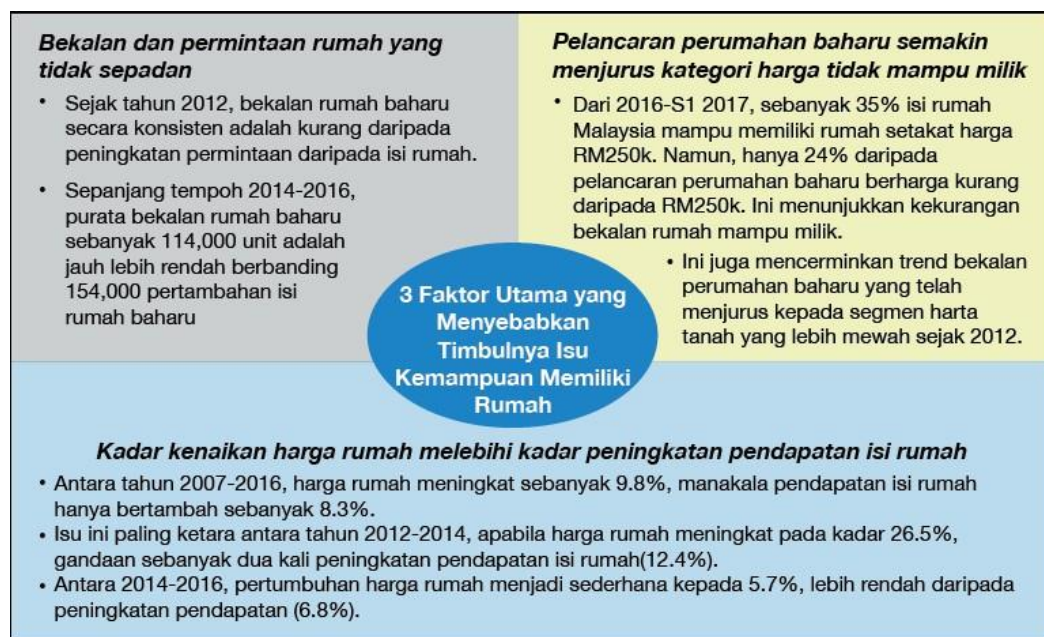 Bekalan dan permintaan rumah yang
tidak sepadan
• Sejak tahun 2012, bekalan rumah baharu
secara konsisten adalah kurang daripada
peningkatan permintaan daripada isi rumah.
• Sepanjang tempoh 2014-2016,
purata bekalan rumah baharu
sebanyak 114,000 unit adalah
jauh lebih rendah berbanding
154,000 pertambahan isi
rumah baharu
Pelancaran perumahan baharu semakin
menjurus kategori harga tidak mampu milik
• Dari 2016-S1 2017, sebanyak 35% isi rumah
Malaysia mampu memiliki rumah setakat harga
RM250k. Namun, hanya 24% daripada
pelancaran perumahan baharu berharga kurang
daripada RM250k. Ini menunjukkan kekurangan
bekalan rumah mampu milik.
• Ini juga mencerminkan trend bekalan
perumahan baharu yang telah
menjurus kepada segmen harta
tanah yang lebih mewah sejak 2012.
3 Faktor Utama yang
Menyebabkan
Timbulnya Isu
Kemampuan Memiliki
Rumah
Kadar kenaikan harga rumah melebihi kadar peningkatan pendapatan isi rumah
• Antara tahun 2007-2016, harga rumah meningkat sebanyak 9.8%, manakala pendapatan isi rumah
hanya bertambah sebanyak 8.3%.
• Isu ini paling ketara antara tahun 2012-2014, apabila harga rumah meningkat pada kadar 26.5%,
gandaan sebanyak dua kali peningkatan pendapatan isi rumah(12.4%).
• Antara 2014-2016, pertumbuhan harga rumah menjadi sederhana kepada 5.7%, lebih rendah daripada
peningkatan pendapatan (6.8%).